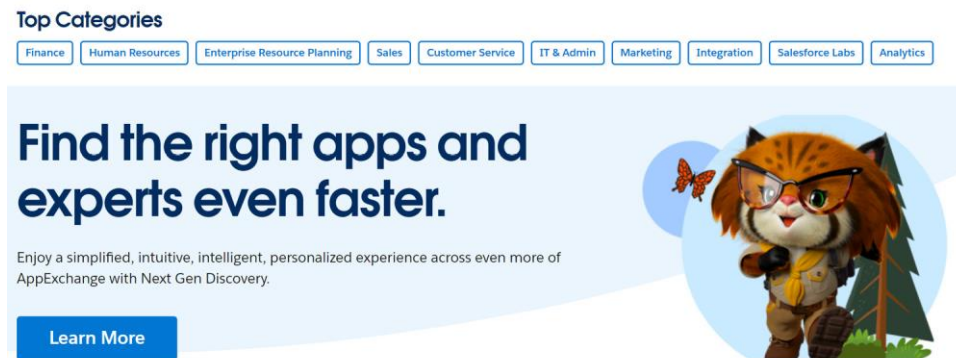 Top Categories
Finance Human Resources Enterprise Resource Planning Sales Customer Service IT & Admin Marketing Integration Salesforce Labs Analytics
Find the right apps and
experts even faster.
Enjoy a simplified, intuitive, intelligent, personalized experience across even more of
AppExchange with Next Gen Discovery.
Learn More